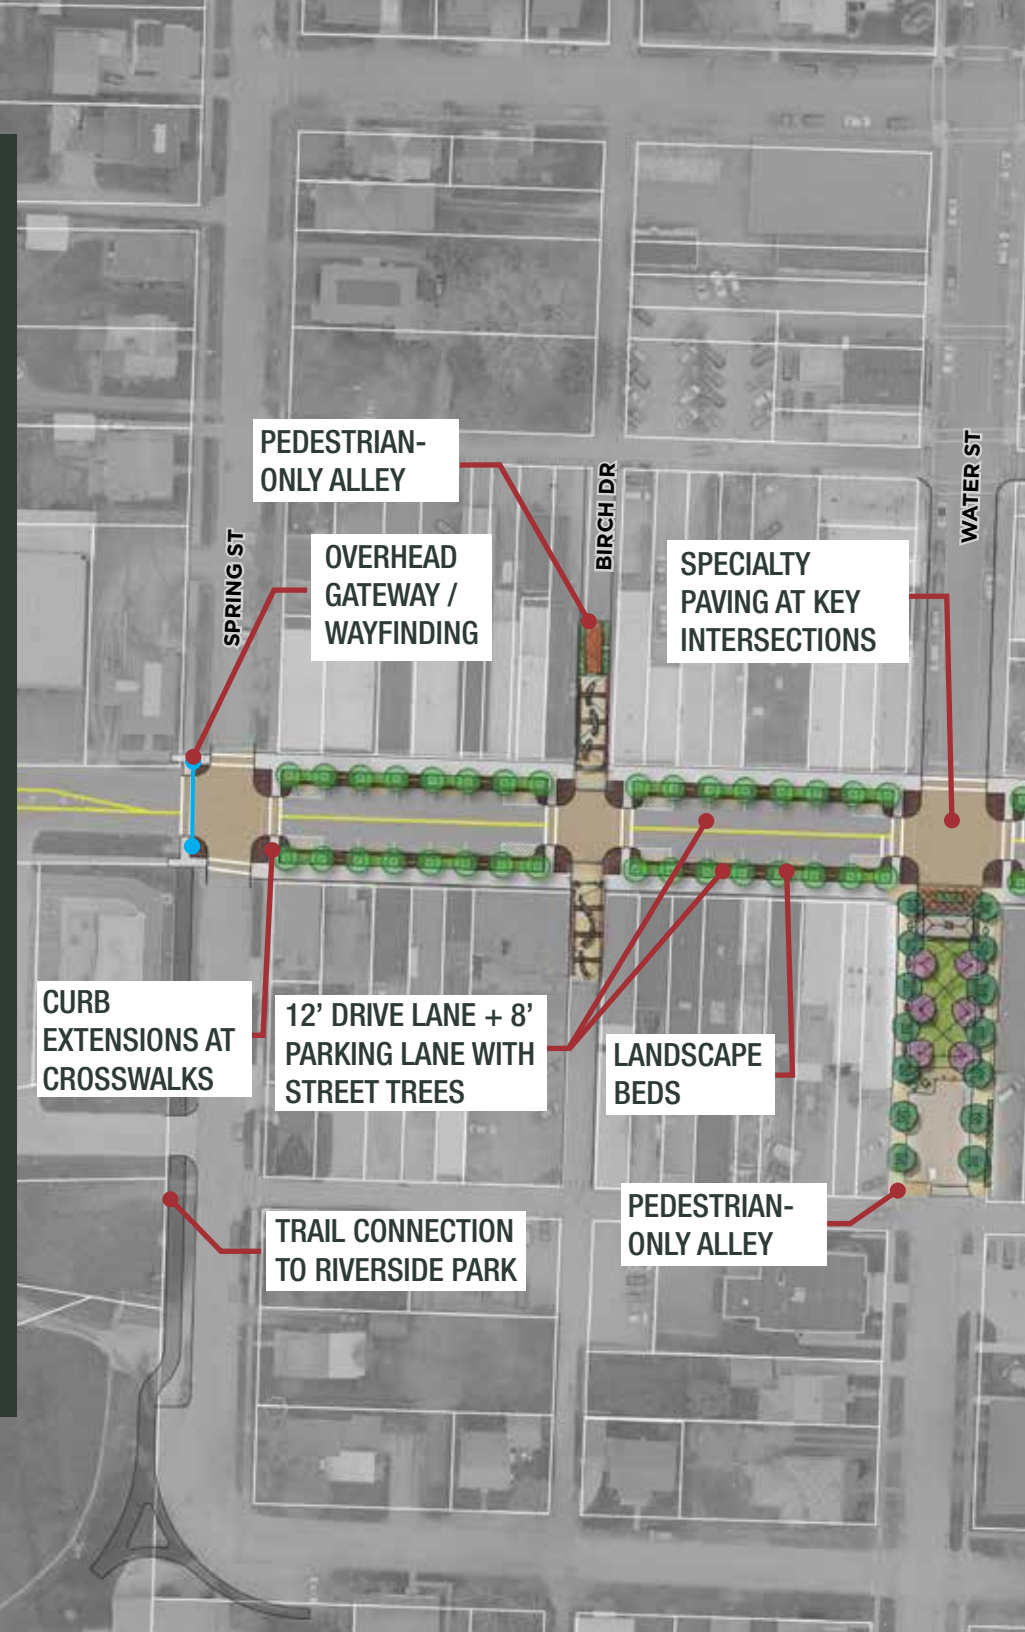 PEDESTRIAN-
ONLY ALLEY
BIRCH DR
WATER ST
SPRING ST
OVERHEAD
GATEWAY /
WAYFINDING
SPECIALTY
PAVING AT KEY
INTERSECTIONS
CURB
EXTENSIONS AT
CROSSWALKS
12’ DRIVE LANE + 8’
PARKING LANE WITH
STREET TREES
LANDSCAPE
BEDS
PEDESTRIAN-
ONLY ALLEY
TRAIL CONNECTION
TO RIVERSIDE PARK